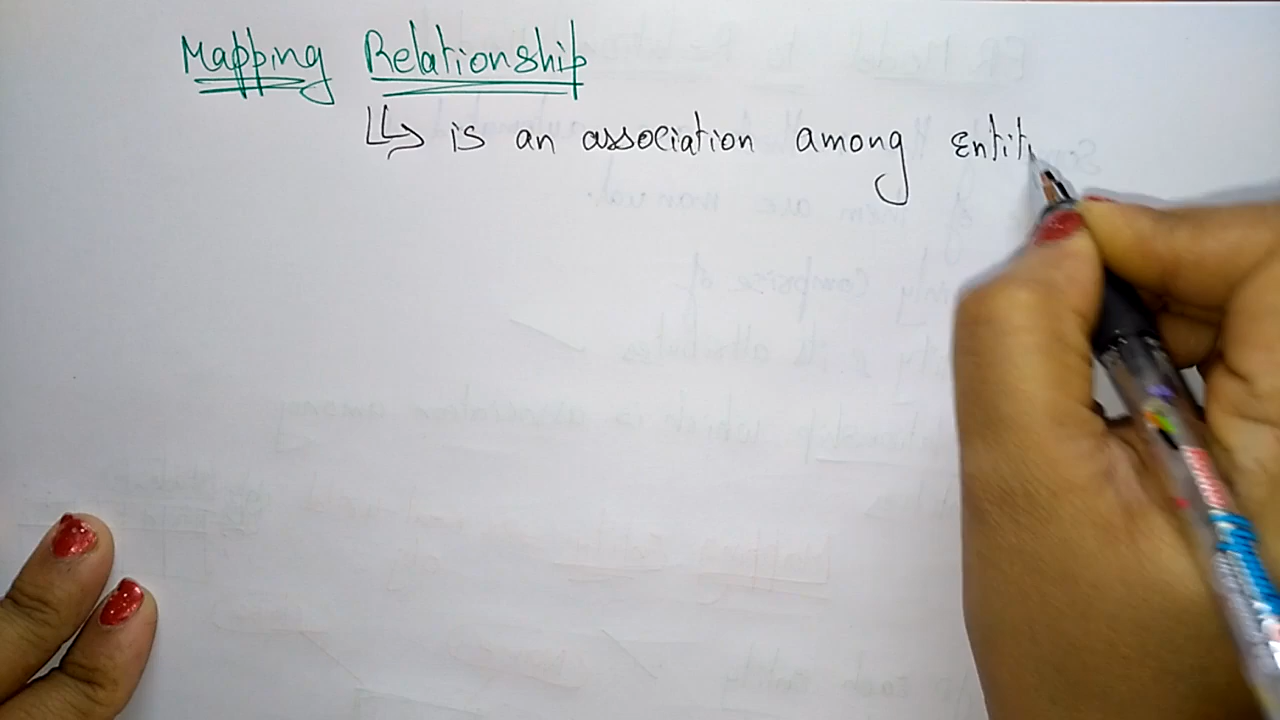 Mapping Relationship
↳ is an association among Entit